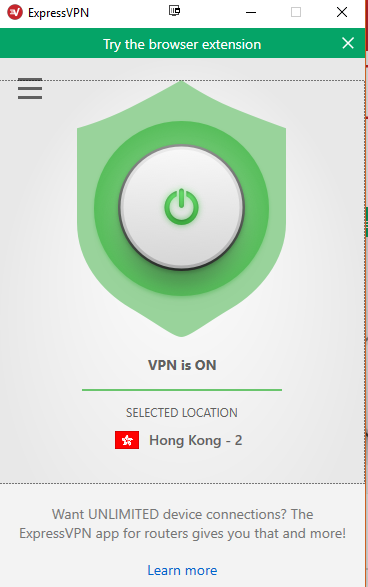 ExpressVPN
Try the browser extension
VPN is ON
SELECTED LOCATION
Hong Kong - 2
Want UNLIMITED device connections? The
ExpressVPN app for routers gives you that and more!
Learn more